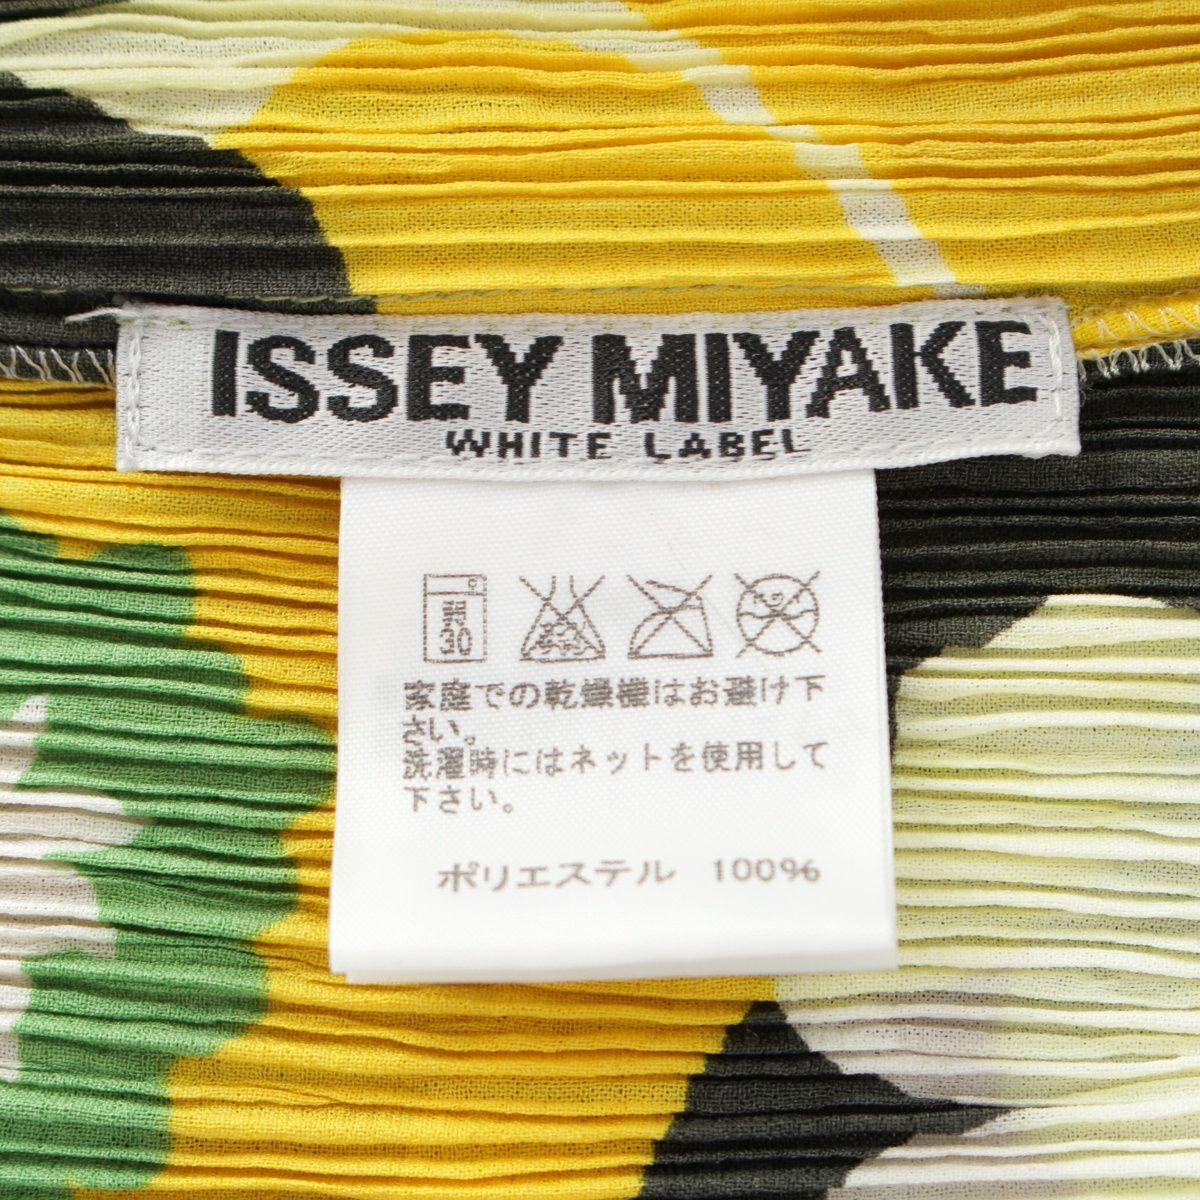 ISSEY MIYAKE
WHITE LABEL
30
家庭での乾燥機はお避け下
さい。
洗濯時にはネットを使用して
下さい。
ポリエステル 100%